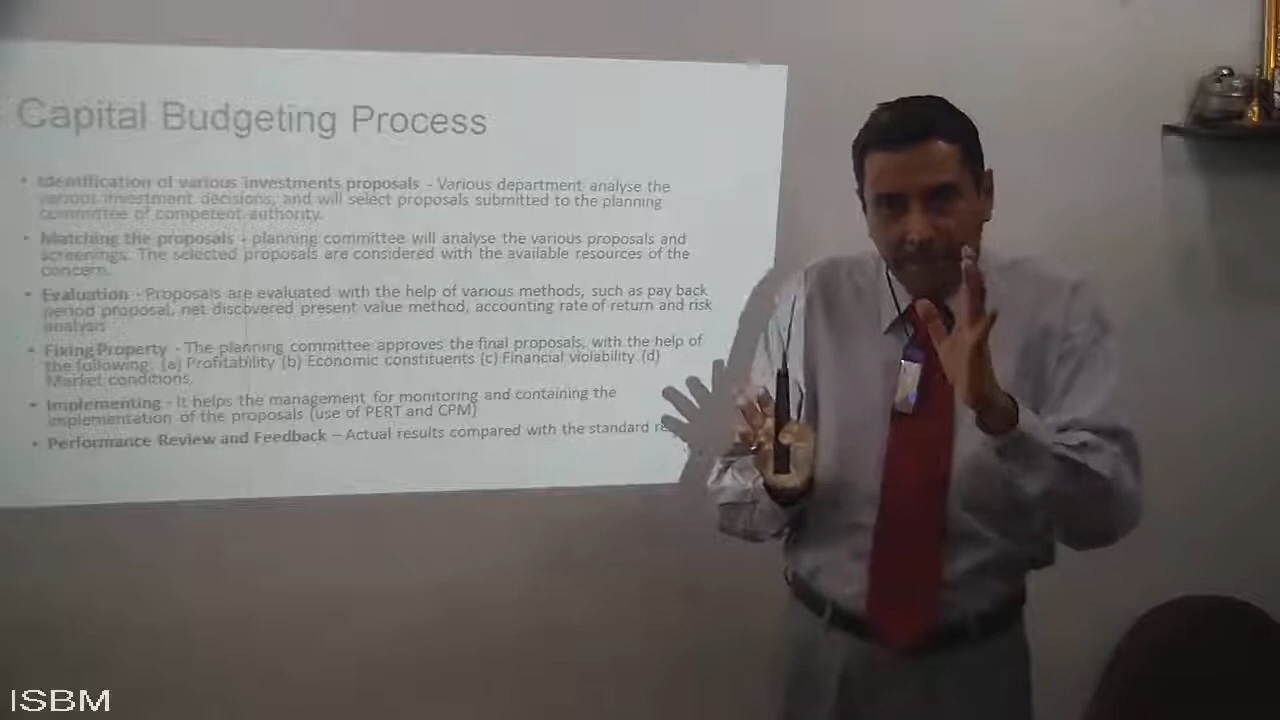 Capital Budgeting Process
• Identification of various investments proposals - Various department analyse the
various investment decisions, and will select proposals submitted to the planning
committee of competent authority.
• Matching the proposals - planning committee will analyse the various proposals and
screenings. The selected proposals are considered with the available resources of the
concern.
• Evaluation - Proposals are evaluated with the help of various methods, such as pay back
period proposal, net discovered present value method, accounting rate of return and risk
analysis
• Fixing Property - The planning committee approves the final proposals, with the help of
the following: (a) Profitability (b) Economic constituents (c) Financial violability (d)
Market conditions.
• Implementing - It helps the management for monitoring and containing the
implementation of the proposals (use of PERT and CPM)
• Performance Review and Feedback – Actual results compared with the standard
ISBM